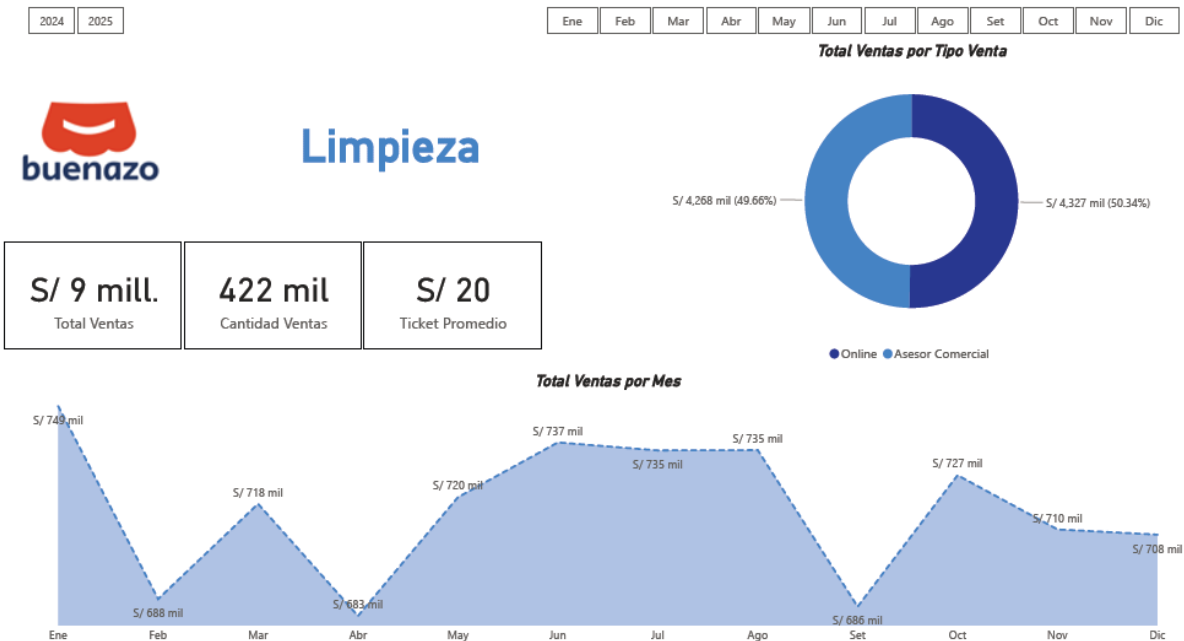 2024 2025 Ene Feb Mar Abr May Jun Jul Ago Set Oct Nov Dic
Total Ventas por Tipo Venta
buenazo
Limpieza
S/ 4,268 mil (49.66%)
S/ 4,327 mil (50.34%)
S/ 9 mill.
Total Ventas
422 mil
Cantidad Ventas
S/ 20
Ticket Promedio
Online Asesor Comercial
Total Ventas por Mes
S/ 749 mil
S/ 688 mil
S/ 718 mil
S/ 683 mil
S/ 720 mil
S/ 737 mil
S/ 735 mil
S/ 735 mil
S/ 686 mil
S/ 727 mil
S/ 710 mil
S/ 708 mil
Ene Feb Mar Abr May Jun Jul Ago Set Oct Nov Dic